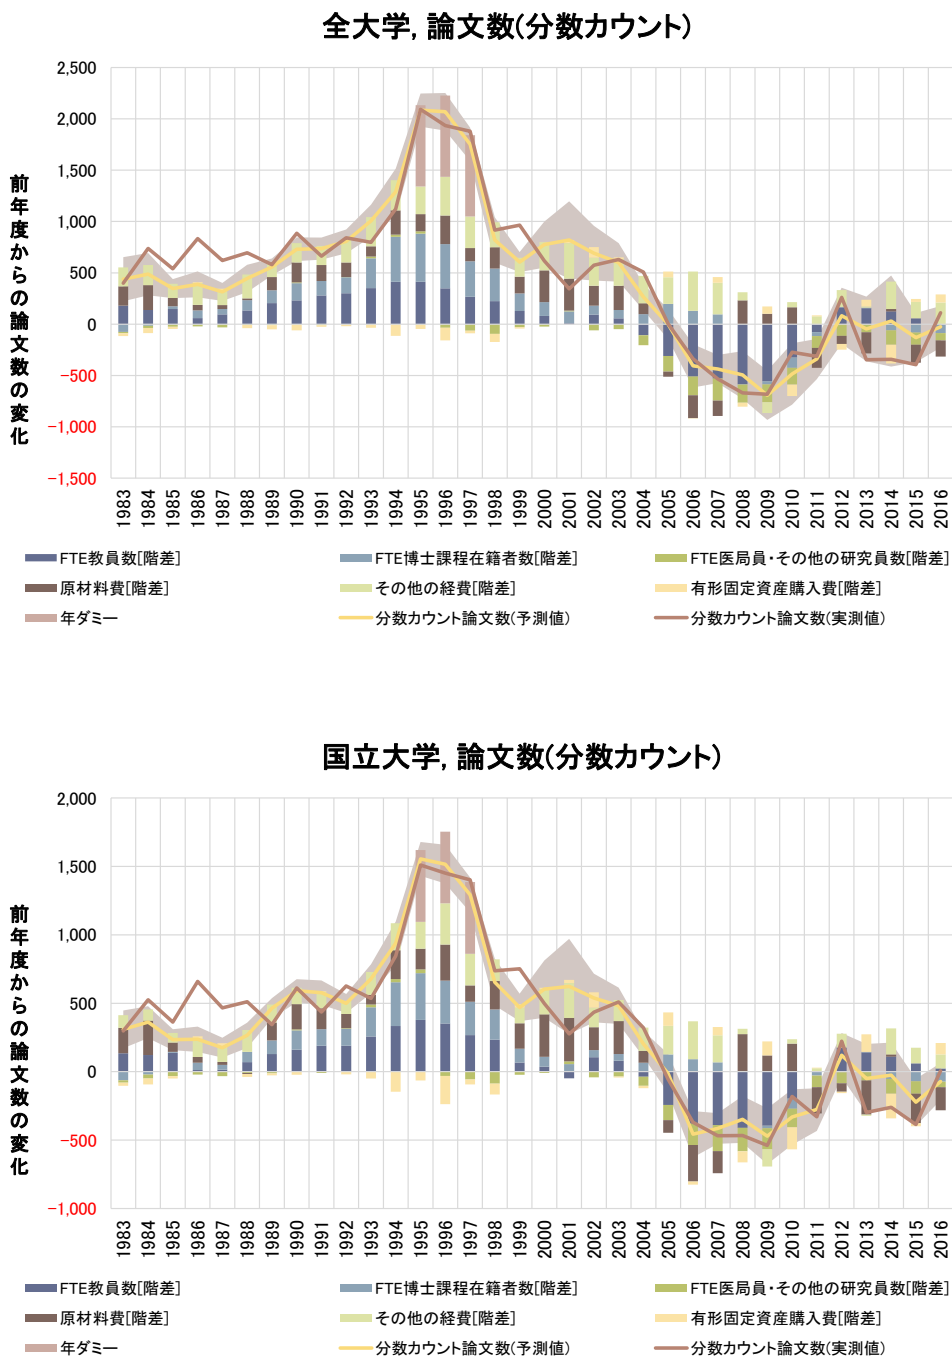 全大学, 論文数(分数カウント)
前年度からの論文数の変化
2,500
2,000
1,500
1,000
500
0
−500
−1,000
−1,500
1983 1984 1985 1986 1987 1988 1989 1990 1991 1992 1993 1994 1995 1996 1997 1998 1999 2000 2001 2002 2003 2004 2005 2006 2007 2008 2009 2010 2011 2012 2013 2014 2015 2016
FTE教員数[階差] FTE博士課程在籍者数[階差] FTE医局員・その他の研究員数[階差]
原材料費[階差] その他の経費[階差] 有形固定資産購入費[階差]
年ダミー 分数カウント論文数(予測値) 分数カウント論文数(実測値)
国立大学, 論文数(分数カウント)
前年度からの論文数の変化
2,000
1,500
1,000
500
0
−500
−1,000
1983 1984 1985 1986 1987 1988 1989 1990 1991 1992 1993 1994 1995 1996 1997 1998 1999 2000 2001 2002 2003 2004 2005 2006 2007 2008 2009 2010 2011 2012 2013 2014 2015 2016
FTE教員数[階差] FTE博士課程在籍者数[階差] FTE医局員・その他の研究員数[階差]
原材料費[階差] その他の経費[階差] 有形固定資産購入費[階差]
年ダミー 分数カウント論文数(予測値) 分数カウント論文数(実測値)